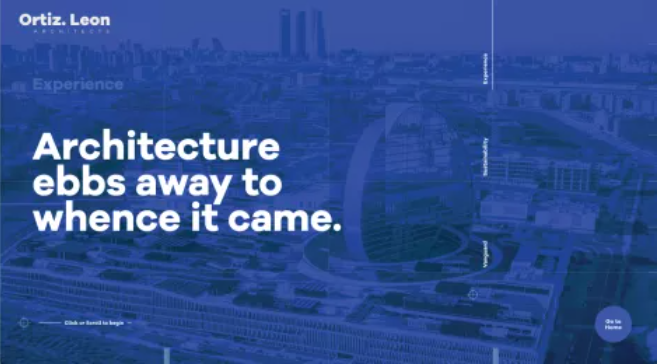 Ortiz. Leon
ARCHITECTS
Experience
Experience
Architecture
ebbs away to
whence it came.
Sustainability
Vanguard
Click or Scroll to begin
Go to
Home